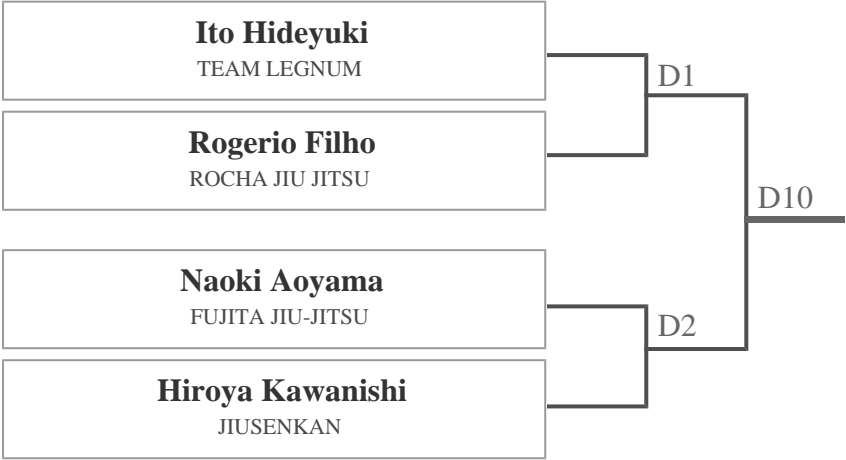 Ito Hideyuki
TEAM LEGNUM
D1
Rogerio Filho
ROCHA JIU JITSU
D10
Naoki Aoyama
FUJITA JIU-JITSU
D2
Hiroya Kawanishi
JIUSENKAN